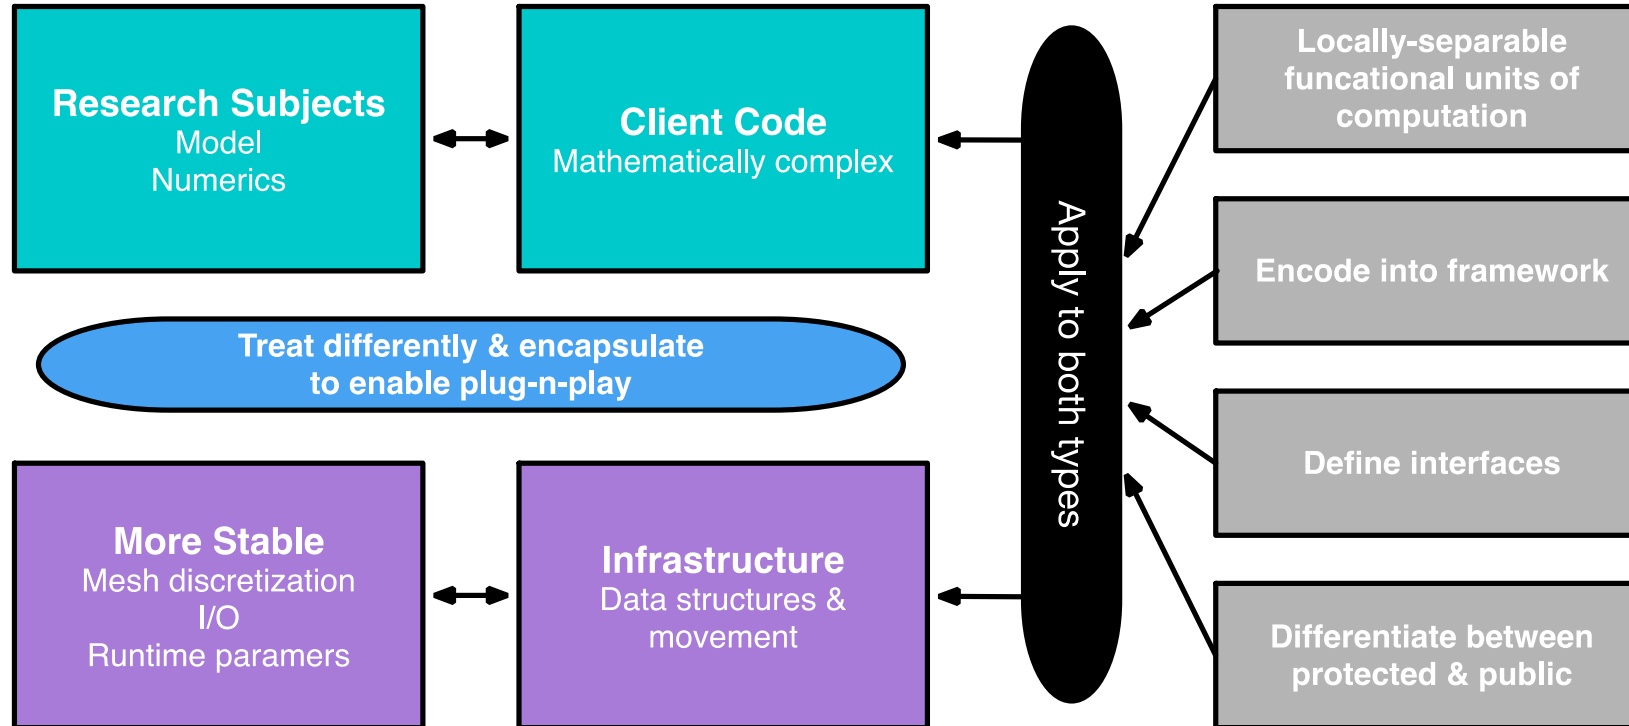 Research Subjects
Model
Numerics
Client Code
Mathematically complex
Treat differently & encapsulate
to enable plug-n-play
More Stable
Mesh discretization
I/O
Runtime paramers
Infrastructure
Data structures &
movement
Apply to both types
Locally-separable
funcational units of
computation
Encode into framework
Define interfaces
Differentiate between
protected & public